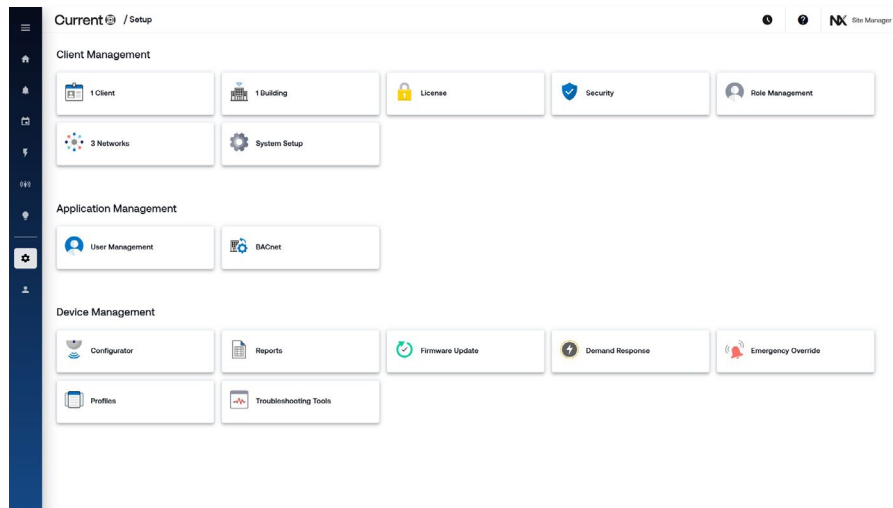 Current / Setup
NX Site Manager
Client Management
1 Client
1 Building
License
Security
Role Management
3 Networks
System Setup
Application Management
User Management
BACnet
Device Management
Configurator
Reports
Firmware Update
Demand Response
Emergency Override
Profiles
Troubleshooting Tools